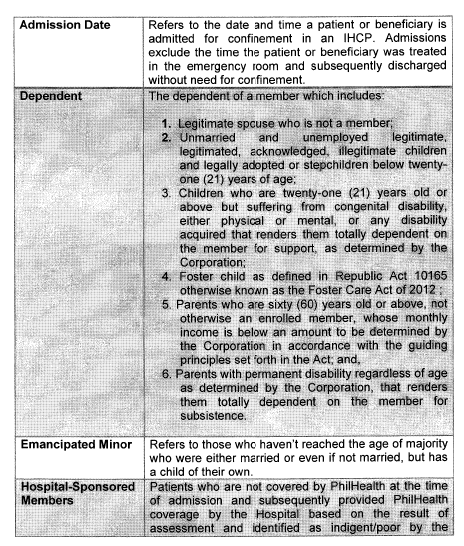 Admission Date
Refers to the date and time a patient or beneficiary is
admitted for confinement in an IHCP. Admissions
exclude the time the patient or beneficiary was treated
in the emergency room and subsequently discharged
without need for confinement.
Dependent
The dependent of a member which includes:
1. Legitimate spouse who is not a member;
2. Unmarried and unemployed legitimate,
legitimated, acknowledged, illegitimate children
and legally adopted or stepchildren below twenty-
one (21) years of age;
3. Children who are twenty-one (21) years old or
above but suffering from congenital disability,
either physical or mental, or any disability
acquired that renders them totally dependent on
the member for support, as determined by the
Corporation;
4. Foster child as defined in Republic Act 10165
otherwise known as the Foster Care Act of 2012 ;
5. Parents who are sixty (60) years old or above, not
otherwise an enrolled member, whose monthly
income is below an amount to be determined by
the Corporation in accordance with the guiding
principles set forth in the Act; and,
6. Parents with permanent disability regardless of age
as determined by the Corporation, that renders
them totally dependent on the member for
subsistence.
Emancipated Minor
Refers to those who haven't reached the age of majority
who were either married or even if not married, but has
a child of their own.
Hospital-Sponsored
Members
Patients who are not covered by PhilHealth at the time
of admission and subsequently provided PhilHealth
coverage by the Hospital based on the result of
assessment and identified as indigent/poor by the